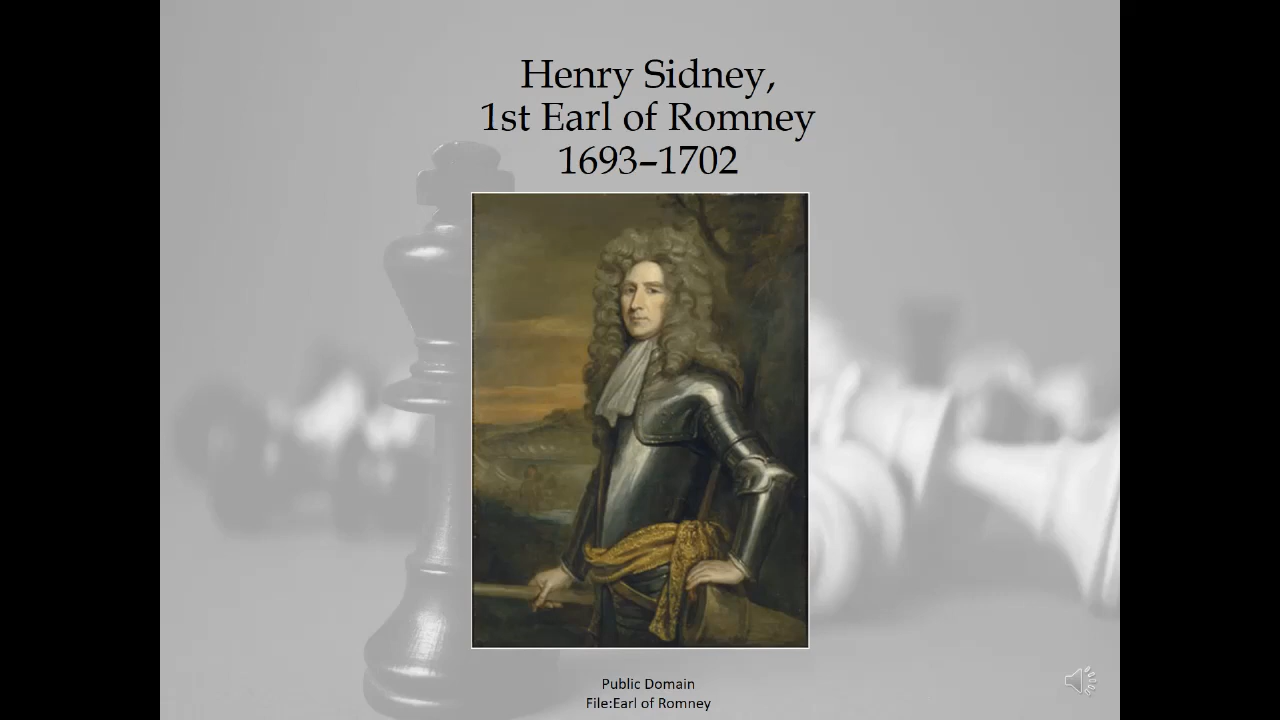 Henry Sidney,
1st Earl of Romney
1693–1702
Public Domain
File:Earl of Romney